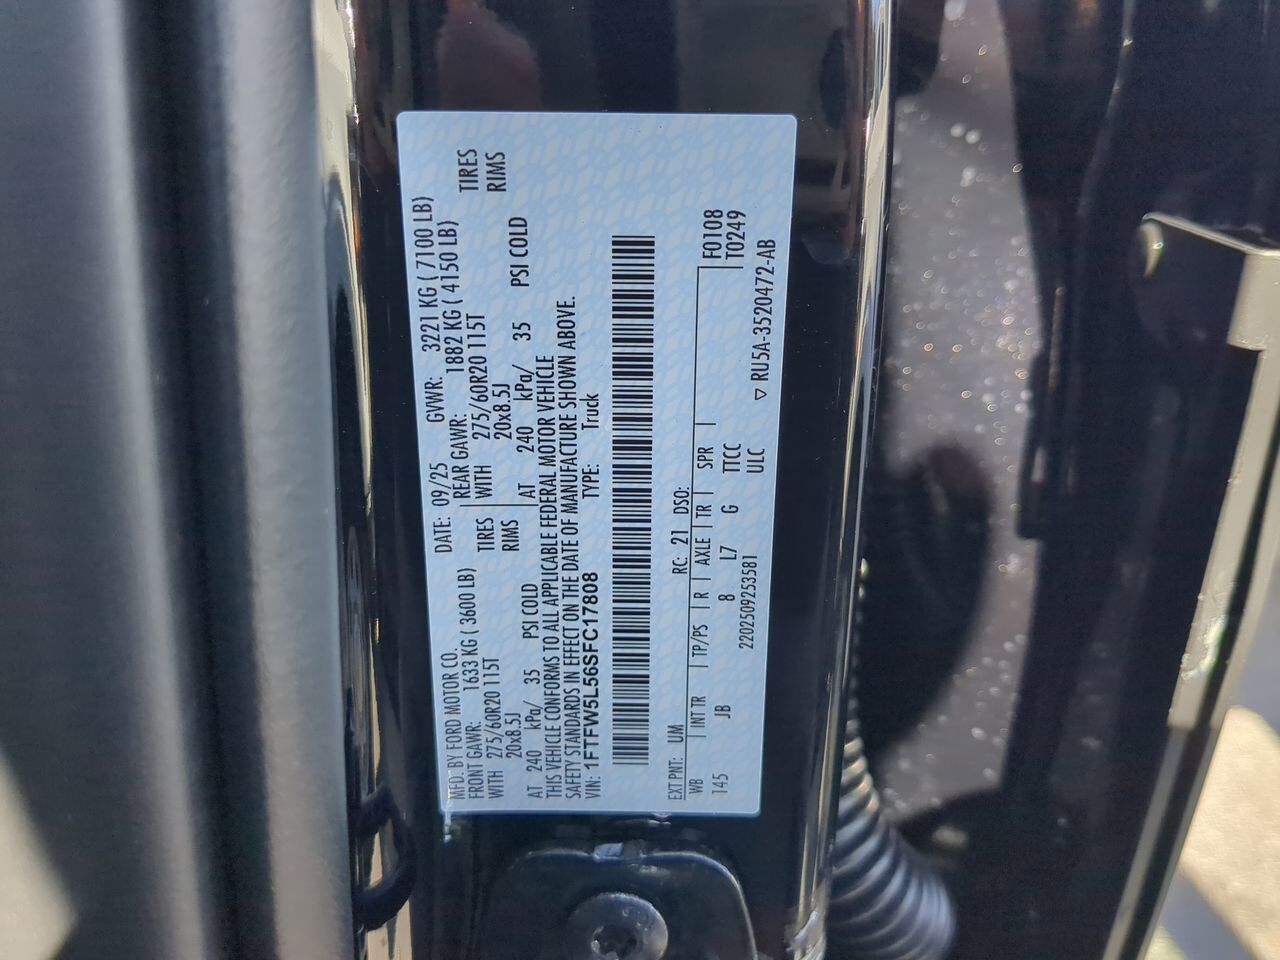 MFD. BY FORD MOTOR CO.
DATE: 09/25 GVWR: 3221 KG ( 7100 LB)
FRONT GAWR: 1633 KG ( 3600 LB) REAR GAWR: 1882 KG ( 4150 LB)
WITH 275/60R20 115T TIRES WITH 275/60R20 115T TIRES
20x8.5J RIMS 20x8.5J RIMS
AT 240 kPa/ 35 PSI COLD AT 240 kPa/ 35 PSI COLD
THIS VEHICLE CONFORMS TO ALL APPLICABLE FEDERAL MOTOR VEHICLE
SAFETY STANDARDS IN EFFECT ON THE DATE OF MANUFACTURE SHOWN ABOVE.
VIN: 1FTFW5L56SFC17808 TYPE: Truck
EXT PNT: UM RC: 21 DSO:
WB INT TR TP/PS R AXLE TR SPR F0108
145 JB 8 L7 G TTCC T0249
2202509253581 ULC ▽ RU5A-3520472-AB